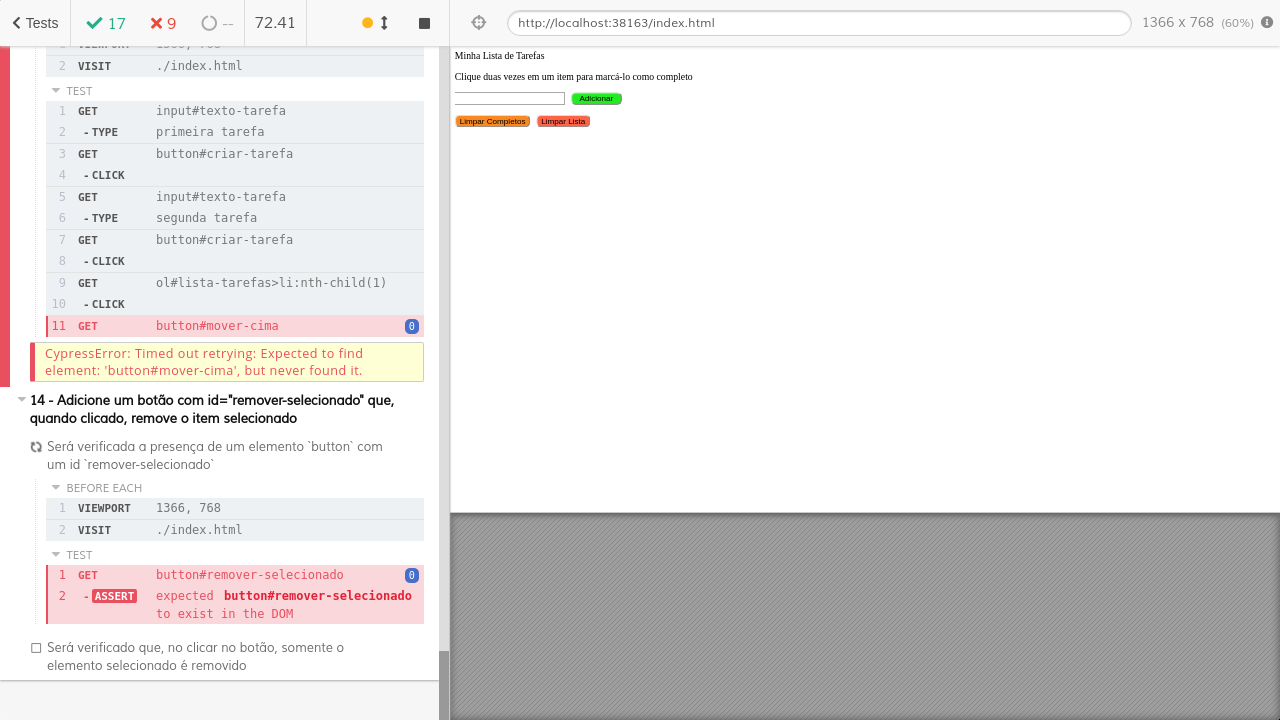 Tests 17 9 -- 72.41
http://localhost:38163/index.html 1366 x 768 (60%)
2 VISIT ./index.html
TEST
1 GET input#texto-tarefa
2 -TYPE primeira tarefa
3 GET button#criar-tarefa
4 -CLICK
5 GET input#texto-tarefa
6 -TYPE segunda tarefa
7 GET button#criar-tarefa
8 -CLICK
9 GET ol#lista-tarefas>li:nth-child(1)
10 -CLICK
11 GET button#mover-cima 0
CypressError: Timed out retrying: Expected to find
element: 'button#mover-cima', but never found it.
14 - Adicione um botão com id="remover-selecionado" que,
quando clicado, remove o item selecionado
Será verificada a presença de um elemento `button` com
um id `remover-selecionado`
BEFORE EACH
1 VIEWPORT 1366, 768
2 VISIT ./index.html
TEST
1 GET button#remover-selecionado 0
2 -ASSERT expected button#remover-selecionado
to exist in the DOM
Será verificado que, no clicar no botão, somente o
elemento selecionado é removido
Minha Lista de Tarefas
Clique duas vezes em um item para marcá-lo como completo
Adicionar
Limpar Completos Limpar Lista